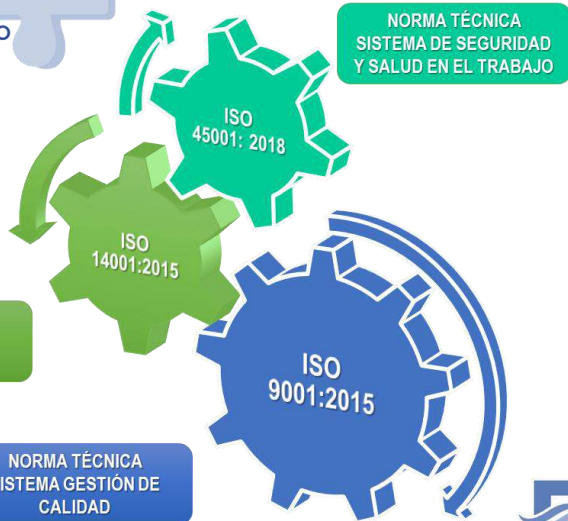 O
NORMA TÉCNICA
SISTEMA DE SEGURIDAD
Y SALUD EN EL TRABAJO
ISO
45001: 2018
ISO
14001:2015
ISO
9001:2015
NORMA TÉCNICA
ISTEMA GESTIÓN DE
CALIDAD